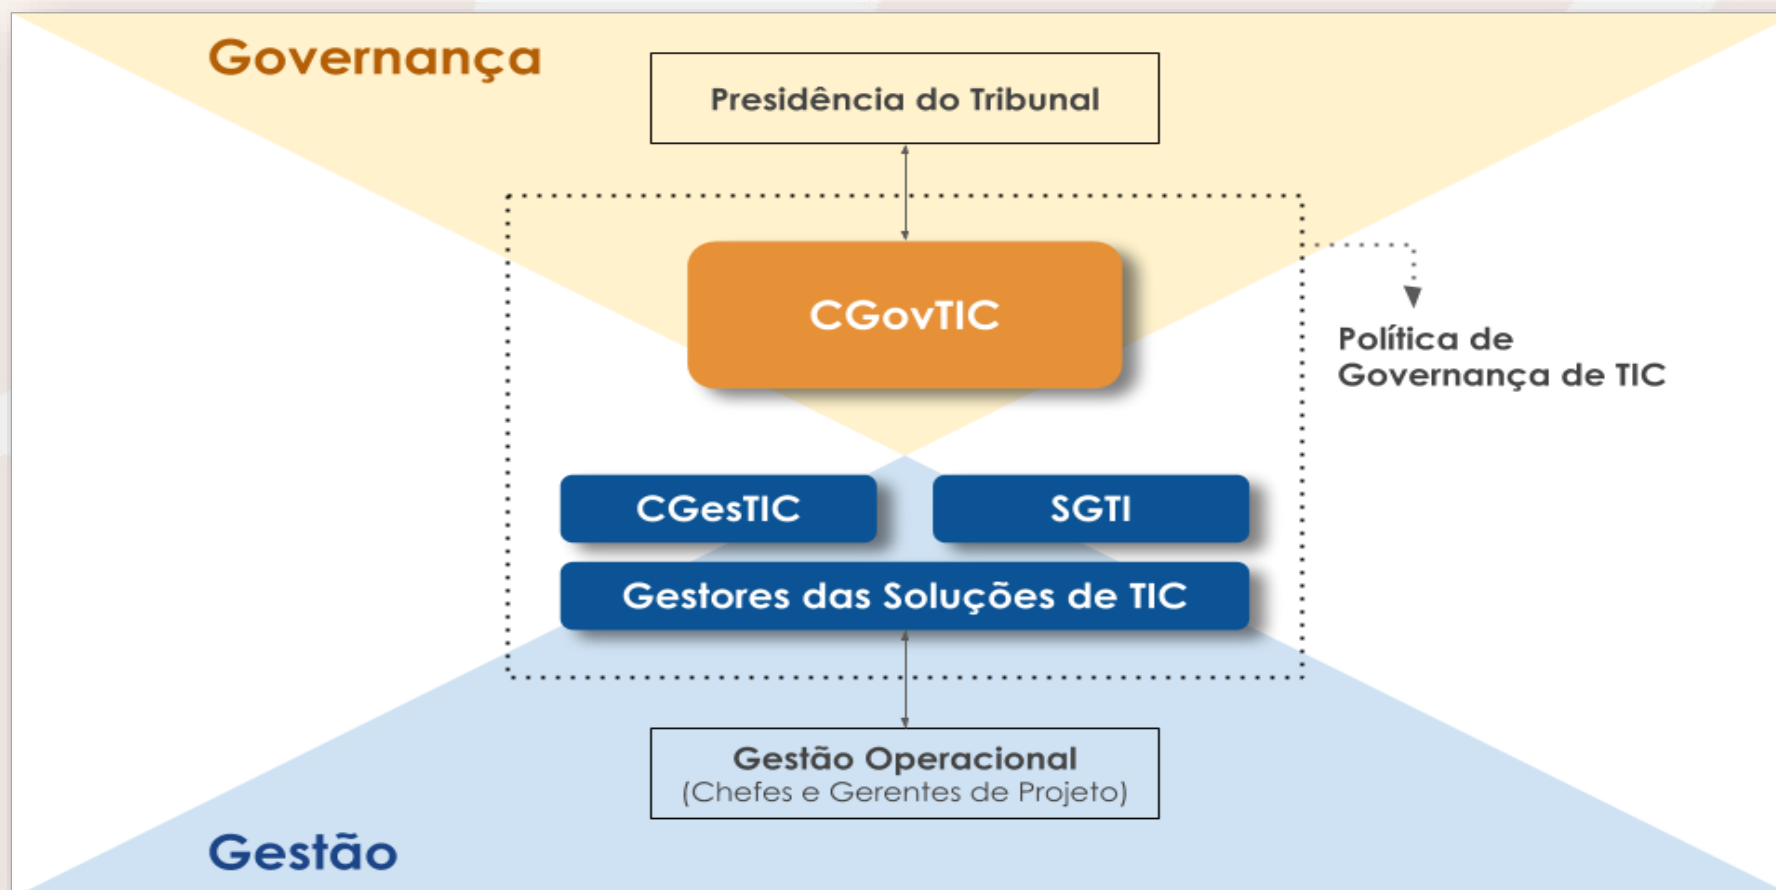 Governança
Presidência do Tribunal
CGovTIC
Política de
Governança de TIC
CGesTIC
SGTI
Gestores das Soluções de TIC
Gestão Operacional
(Chefes e Gerentes de Projeto)
Gestão